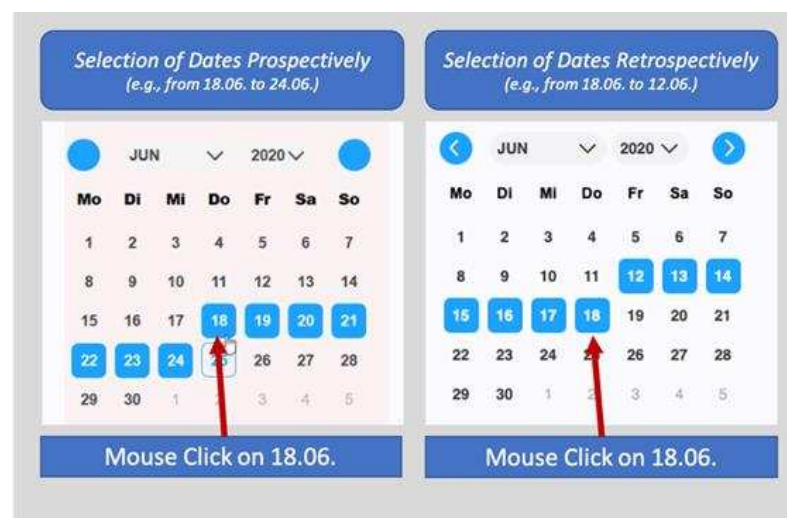 Selection of Dates Prospectively
(e.g., from 18.06. to 24.06.)
JUN 2020
Mo Di Mi Do Fr Sa So
1 2 3 4 5 6 7
8 9 10 11 12 13 14
15 16 17 18 19 20 21
22 23 24 25 26 27 28
29 30 1 2 3 4 5
Mouse Click on 18.06.
Selection of Dates Retrospectively
(e.g., from 18.06. to 12.06.)
JUN 2020
Mo Di Mi Do Fr Sa So
1 2 3 4 5 6 7
8 9 10 11 12 13 14
15 16 17 18 19 20 21
22 23 24 25 26 27 28
29 30 1 2 3 4 5
Mouse Click on 18.06.